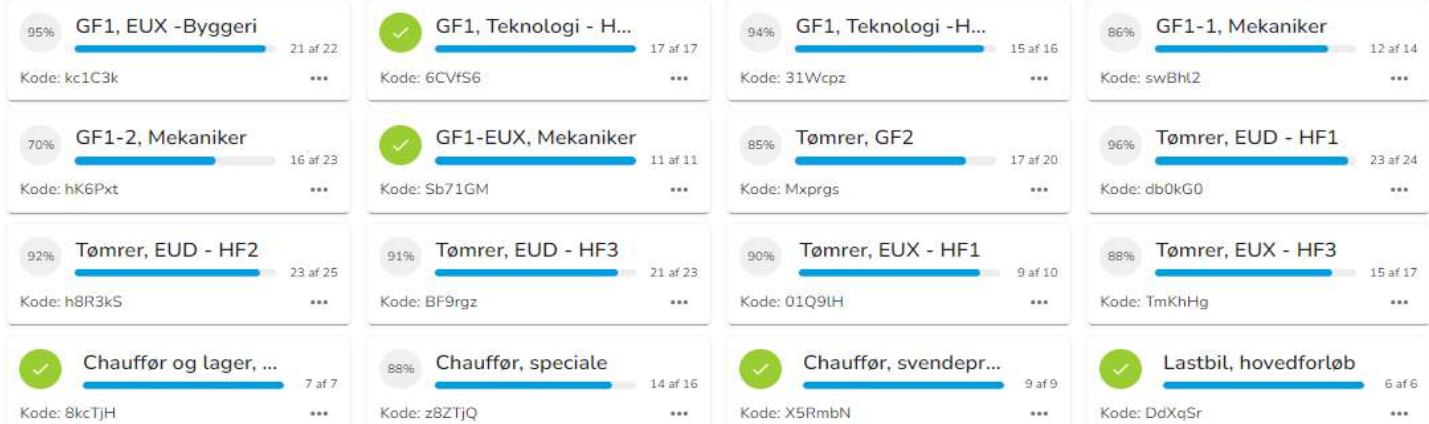 95% GF1, EUX -Byggeri
21 af 22
Kode: kc1C3k
GF1, Teknologi - H...
17 af 17
Kode: 6CVfS6
94% GF1, Teknologi -H...
15 af 16
Kode: 31Wcpz
86% GF1-1, Mekaniker
12 af 14
Kode: swBhl2
70% GF1-2, Mekaniker
16 af 23
Kode: hK6Pxt
GF1-EUX, Mekaniker
11 af 11
Kode: Sb71GM
85% Tømrer, GF2
17 af 20
Kode: Mxprgs
96% Tømrer, EUD - HF1
23 af 24
Kode: db0kG0
92% Tømrer, EUD - HF2
23 af 25
Kode: h8R3kS
91% Tømrer, EUD - HF3
21 af 23
Kode: BF9rgz
90% Tømrer, EUX - HF1
9 af 10
Kode: 01Q9lH
88% Tømrer, EUX - HF3
15 af 17
Kode: TmKhHg
Chauffør og lager, ...
7 af 7
Kode: 8kcTjH
88% Chauffør, speciale
14 af 16
Kode: z8ZTjQ
Chauffør, svendepr...
9 af 9
Kode: X5RmbN
Lastbil, hovedforløb
6 af 6
Kode: DdXqSr